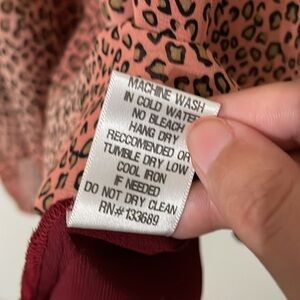 MACHINE WASH
IN COLD WATER
NO BLEACH
HANG DRY
RECCOMENDED OR
TUMBLE DRY LOW
COOL IRON
IF NEEDED
DO NOT DRY CLEAN
RN# 133689